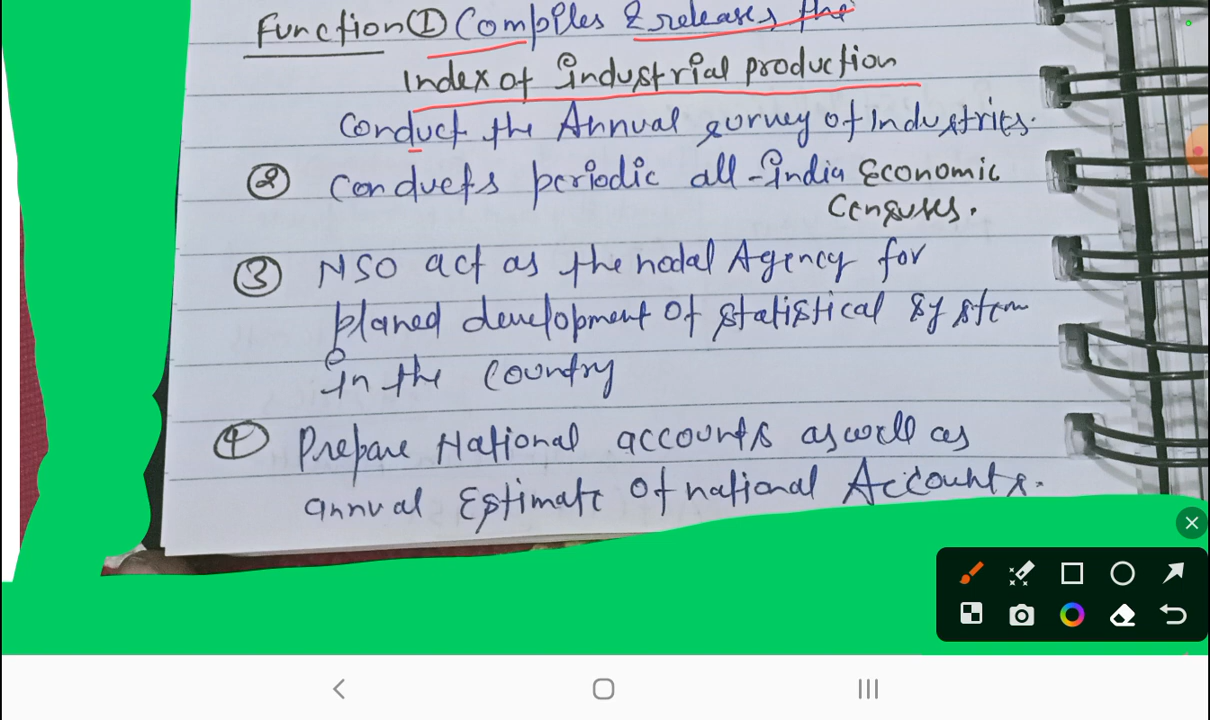 Function ① Compiles & releases the
Index of industrial production
Conduct the Annual survey of Industries.
② Conducts periodic all-india Economic
Censuses.
③ NSO act as the nodal Agency for
planed development of statistical system
in the country
④ Prepare National accounts as well as
annual Estimate of national Accounts.